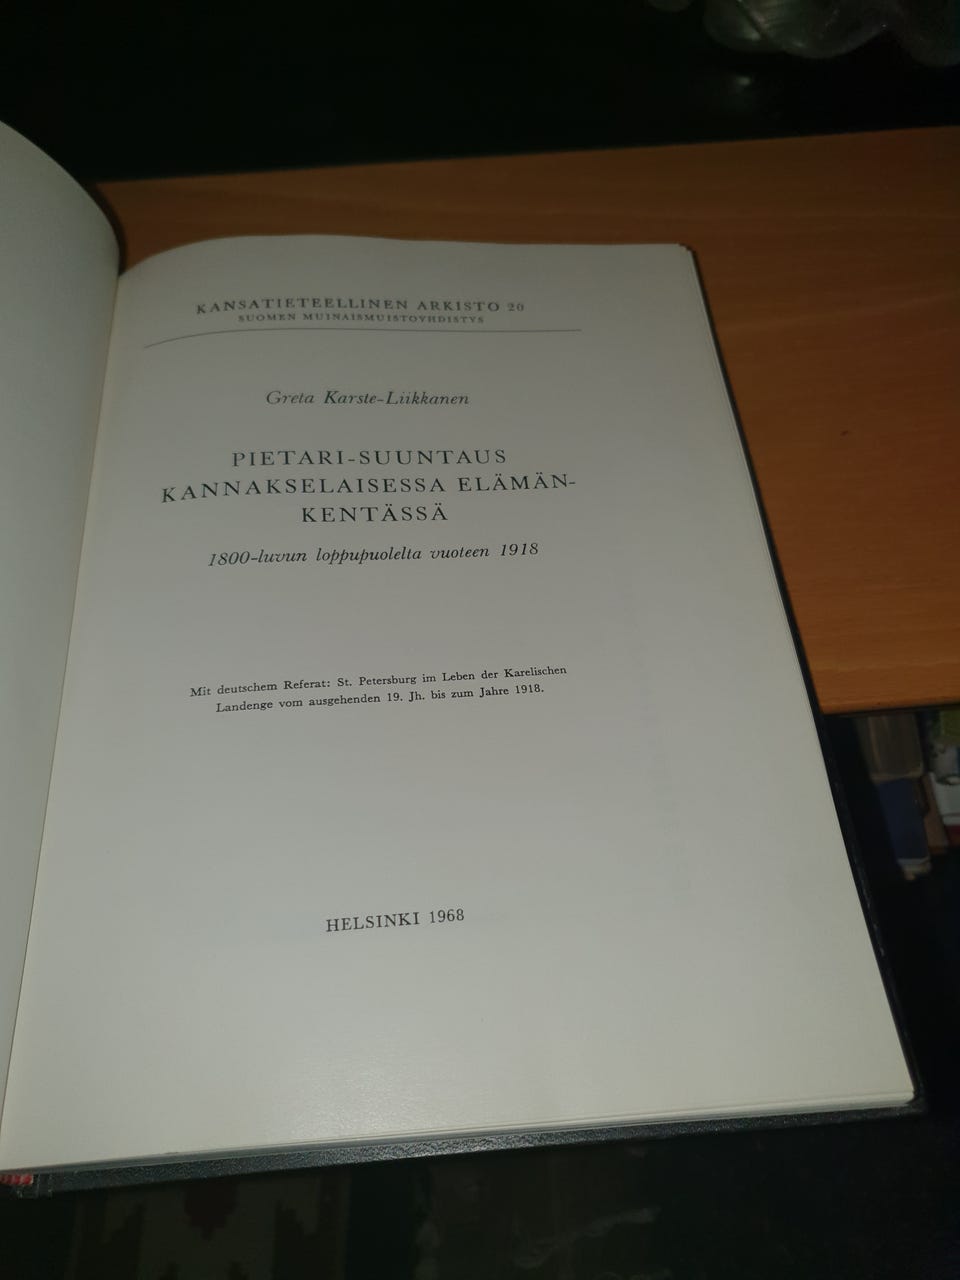 KANSATIETEELLINEN ARKISTO 20
SUOMEN MUINAISMUISTOYHDISTYS
Greta Karste-Liikkanen
PIETARI-SUUNTAUS
KANNAKSELAISESSA ELÄMÄN-
KENTÄSSÄ
1800-luvun loppupuolelta vuoteen 1918
Mit deutschem Referat: St. Petersburg im Leben der Karelischen
Landenge vom ausgehenden 19. Jh. bis zum Jahre 1918.
HELSINKI 1968